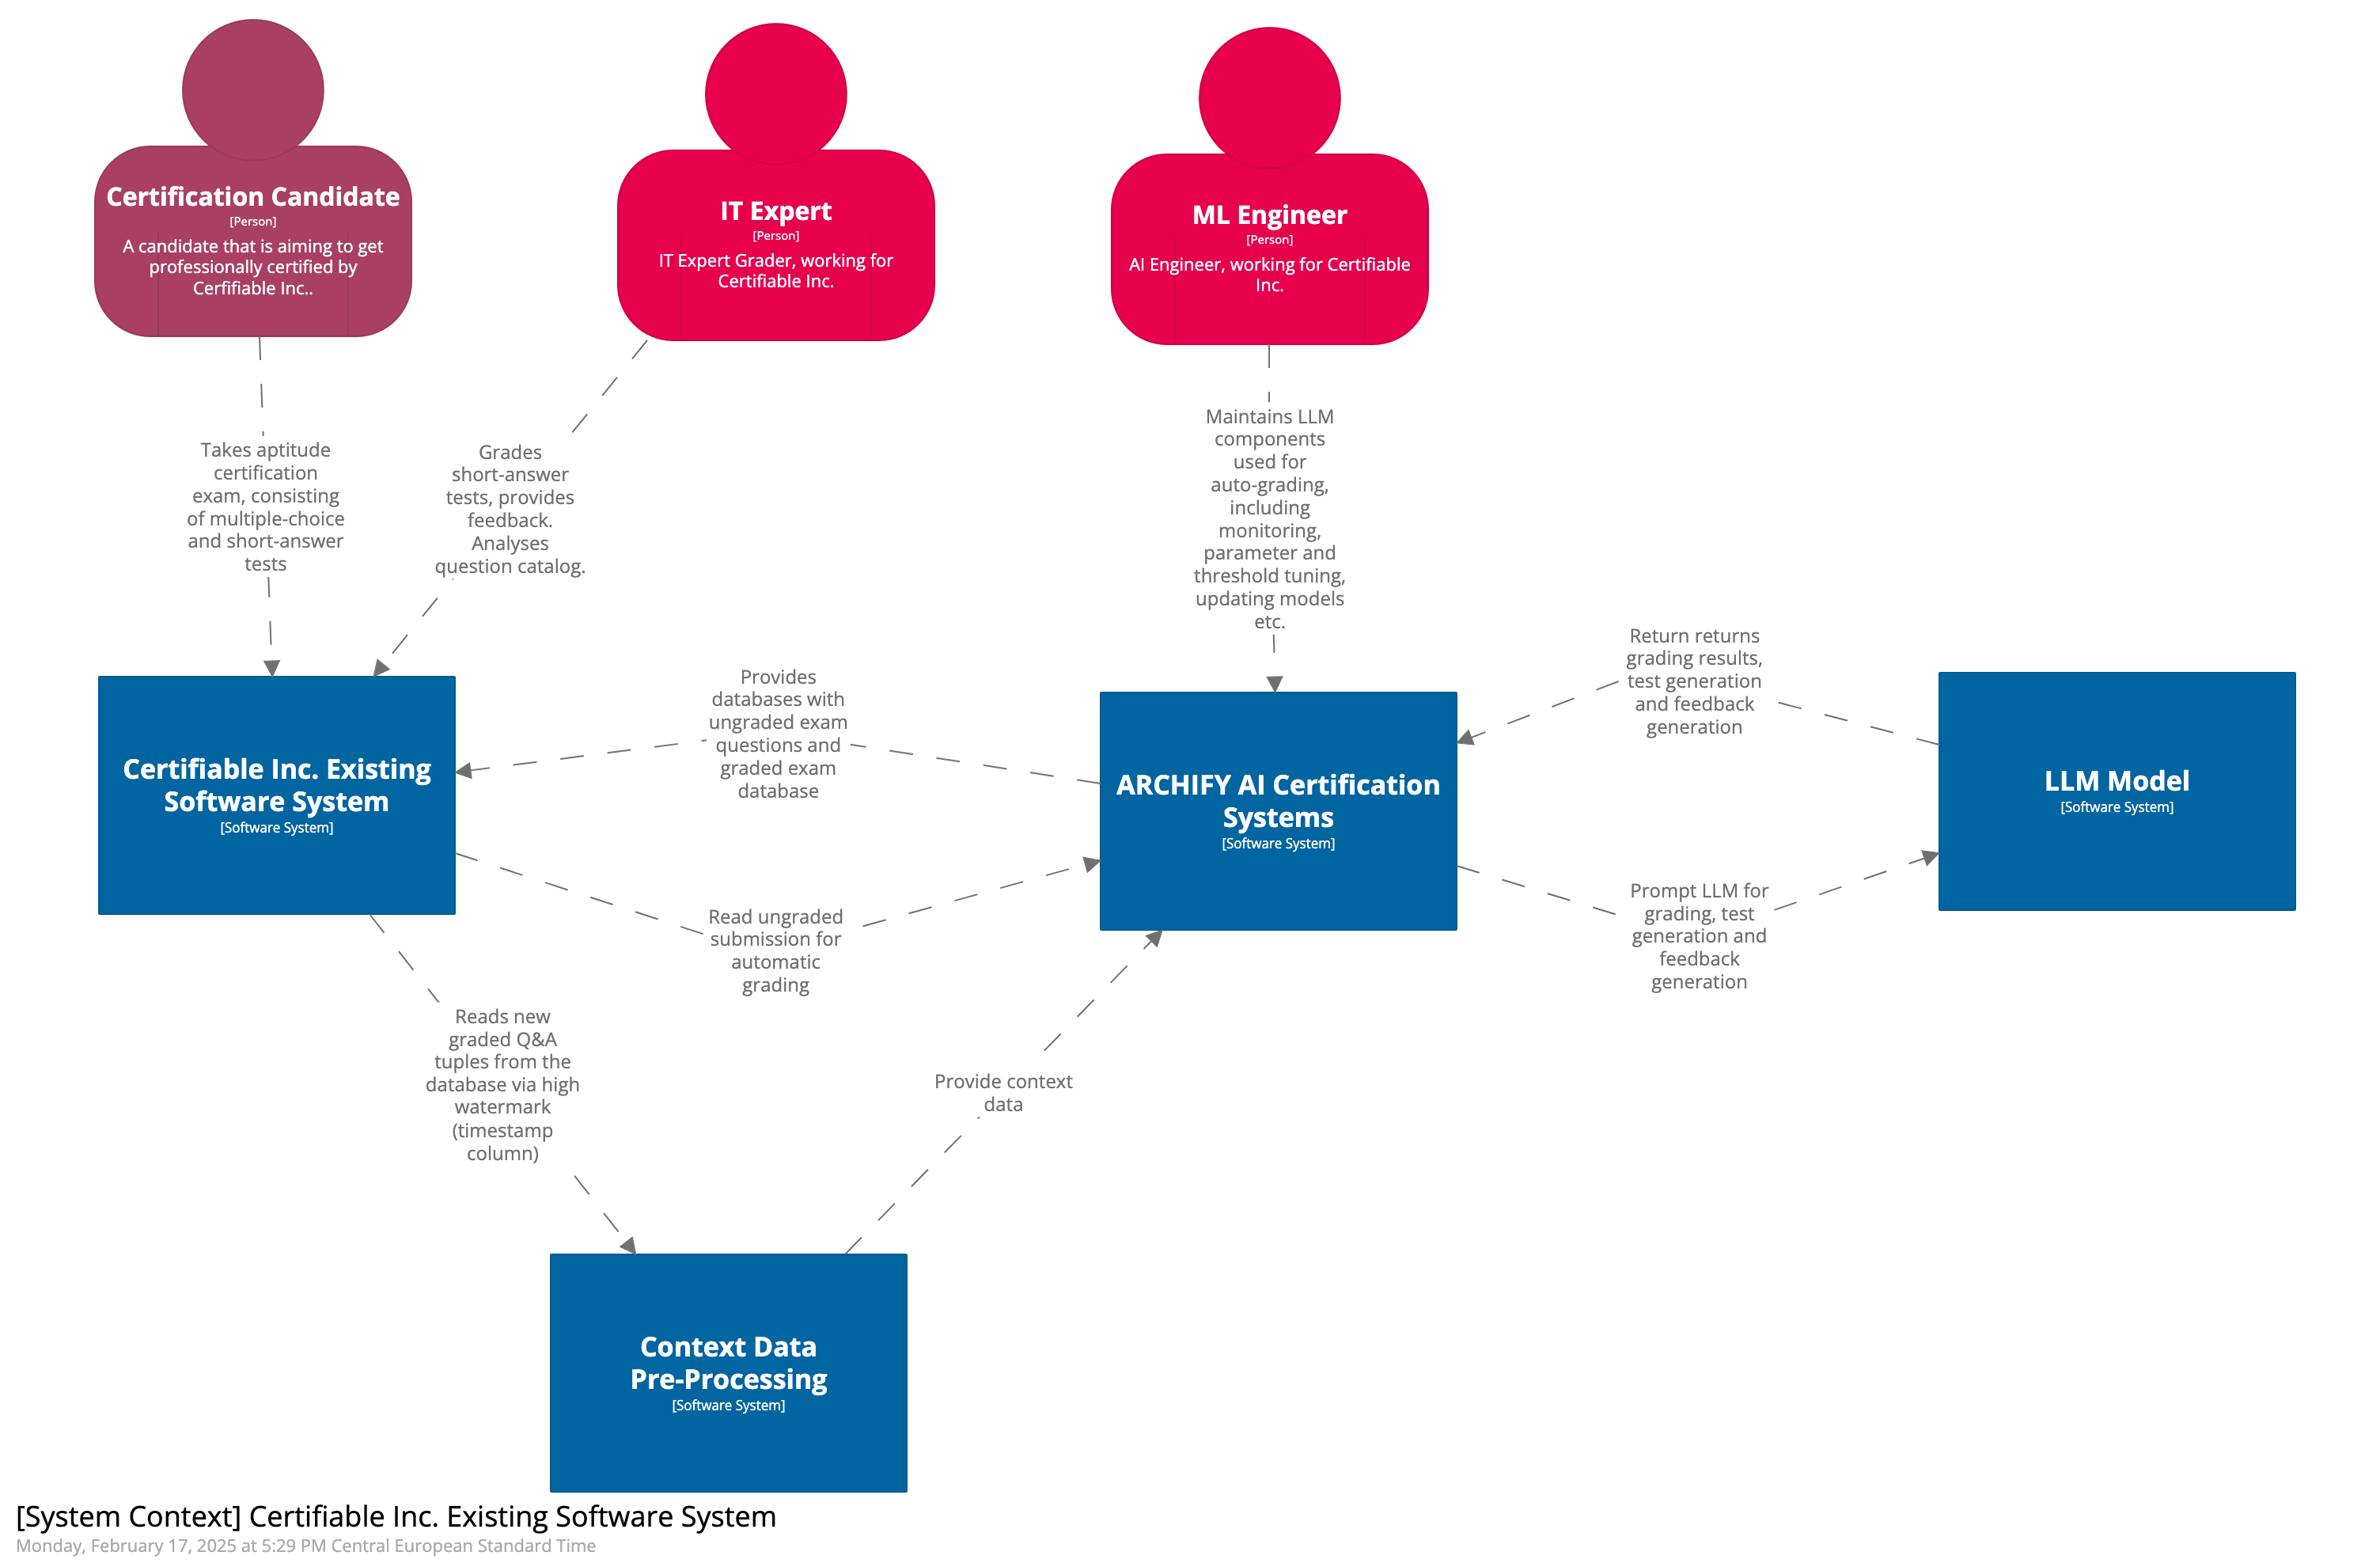 Certification Candidate
[Person]
A candidate that is aiming to get
professionally certified by
Cerfifiable Inc..
IT Expert
[Person]
IT Expert Grader, working for
Certifiable Inc.
ML Engineer
[Person]
AI Engineer, working for Certifiable
Inc.
Takes aptitude
certification
exam, consisting
of multiple-choice
and short-answer
tests
Grades
short-answer
tests, provides
feedback.
Analyses
question catalog.
Maintains LLM
components
used for
auto-grading,
including
monitoring,
parameter and
threshold tuning,
updating models
etc.
Return returns
grading results,
test generation
and feedback
generation
Provides
databases with
ungraded exam
questions and
graded exam
database
Certifiable Inc. Existing
Software System
[Software System]
ARCHIFY AI Certification
Systems
[Software System]
LLM Model
[Software System]
Read ungraded
submission for
automatic
grading
Prompt LLM for
grading, test
generation and
feedback
generation
Reads new
graded Q&A
tuples from the
database via high
watermark
(timestamp
column)
Provide context
data
Context Data
Pre-Processing
[Software System]
[System Context] Certifiable Inc. Existing Software System
Monday, February 17, 2025 at 5:29 PM Central European Standard Time